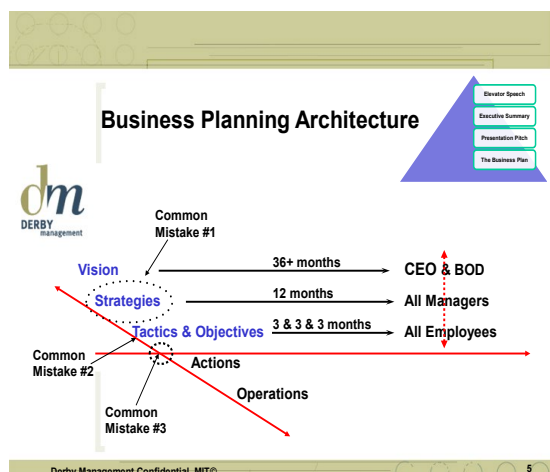 Elevator Speech
Executive Summary
Presentation Pitch
The Business Plan
Business Planning Architecture
dm
DERBY
management
Common
Mistake #1
Vision
36+ months
CEO & BOD
Strategies
12 months
All Managers
Tactics & Objectives
3 & 3 & 3 months
All Employees
Common
Mistake #2
Actions
Operations
Common
Mistake #3
Derby Management Confidential MIT©
5